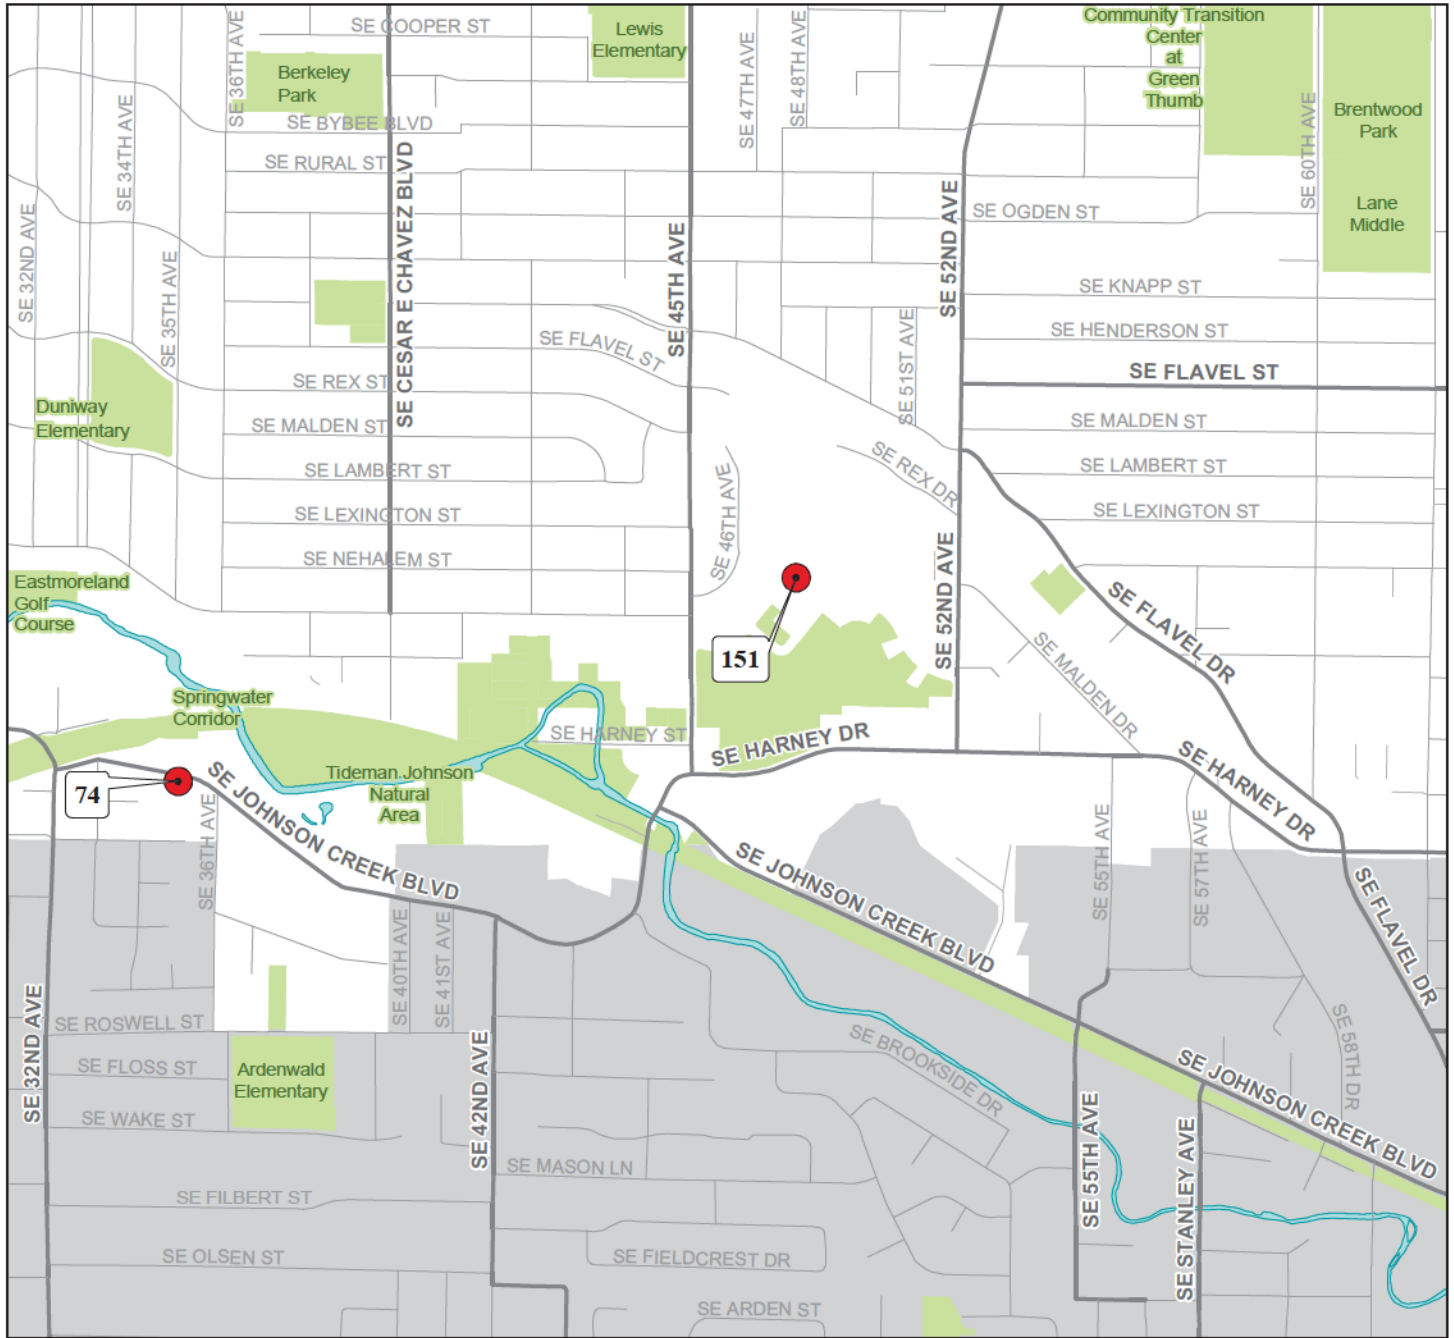 SE COOPER ST
Lewis
Elementary
Community Transition
Center
at
Green
Thumb
SE 36TH AVE
Berkeley
Park
SE 47TH AVE
SE 48TH AVE
SE 34TH AVE
SE BYBEE BLVD
SE 60TH AVE
Brentwood
Park
SE RURAL ST
SE CESAR E CHAVEZ BLVD
Lane
Middle
SE 32ND AVE
SE 35TH AVE
SE 45TH AVE
SE 52ND AVE
SE OGDEN ST
SE KNAPP ST
SE HENDERSON ST
SE FLAVEL ST
SE 51ST AVE
SE FLAVEL ST
SE REX ST
Duniway
Elementary
SE MALDEN ST
SE MALDEN ST
SE LAMBERT ST
SE REX DR
SE LAMBERT ST
SE 46TH AVE
SE LEXINGTON ST
SE LEXINGTON ST
SE NEHALEM ST
SE 52ND AVE
Eastmoreland
Golf
Course
SE FLAVEL DR
151
SE MALDEN DR
Springwater
Corridor
SE HARNEY ST
SE HARNEY DR
SE HARNEY DR
74
SE JOHNSON CREEK BLVD
Tideman Johnson
Natural
Area
SE 36TH AVE
SE JOHNSON CREEK BLVD
SE 55TH AVE
SE 57TH AVE
SE FLAVEL DR
SE 40TH AVE
SE 41ST AVE
SE 32ND AVE
SE ROSWELL ST
SE 42ND AVE
SE BROOKSIDE DR
SE 58TH DR
SE FLOSS ST
Ardenwald
Elementary
SE JOHNSON CREEK BLVD
SE WAKE ST
SE 55TH AVE
SE STANLEY AVE
SE MASON LN
SE FILBERT ST
SE OLSEN ST
SE FIELDCREST DR
SE ARDEN ST